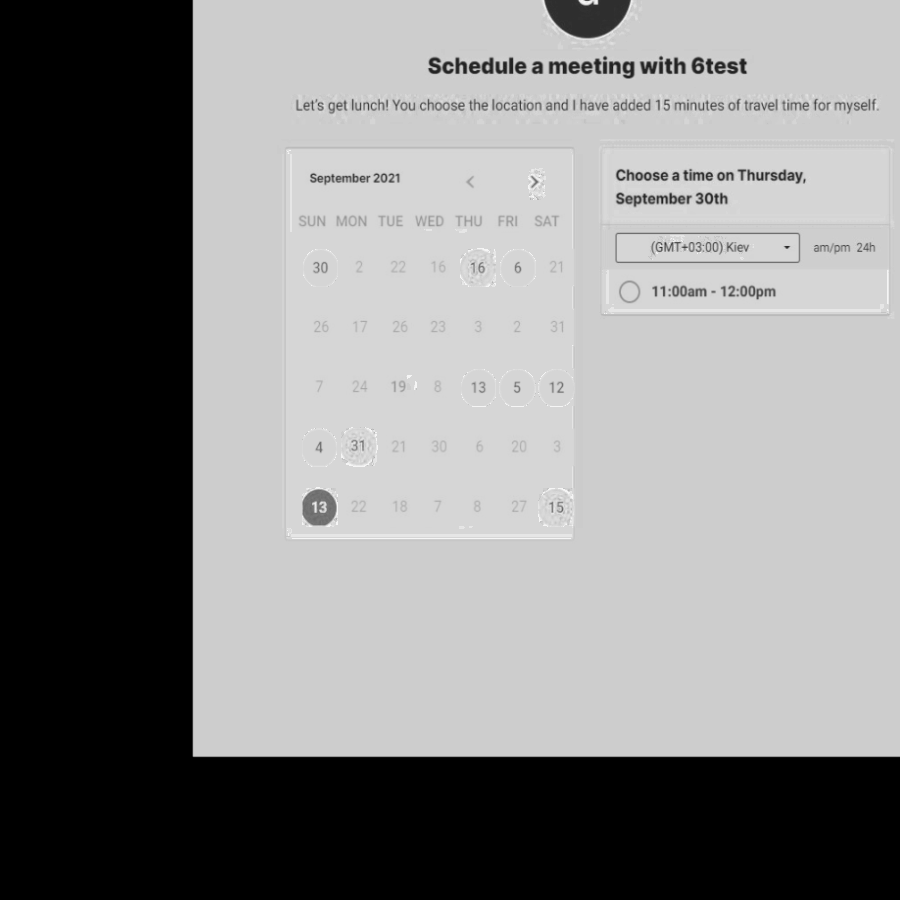 Schedule a meeting with 6test
Let's get lunch! You choose the location and I have added 15 minutes of travel time for myself.
September 2021
SUN MON TUE WED THU FRI SAT
30 2 22 16 16 6 21
26 17 26 23 3 2 31
7 24 19 8 13 5 12
4 31 21 30 6 20 3
13 22 18 7 8 27 15
Choose a time on Thursday,
September 30th
(GMT+03:00) Kiev am/pm 24h
11:00am - 12:00pm